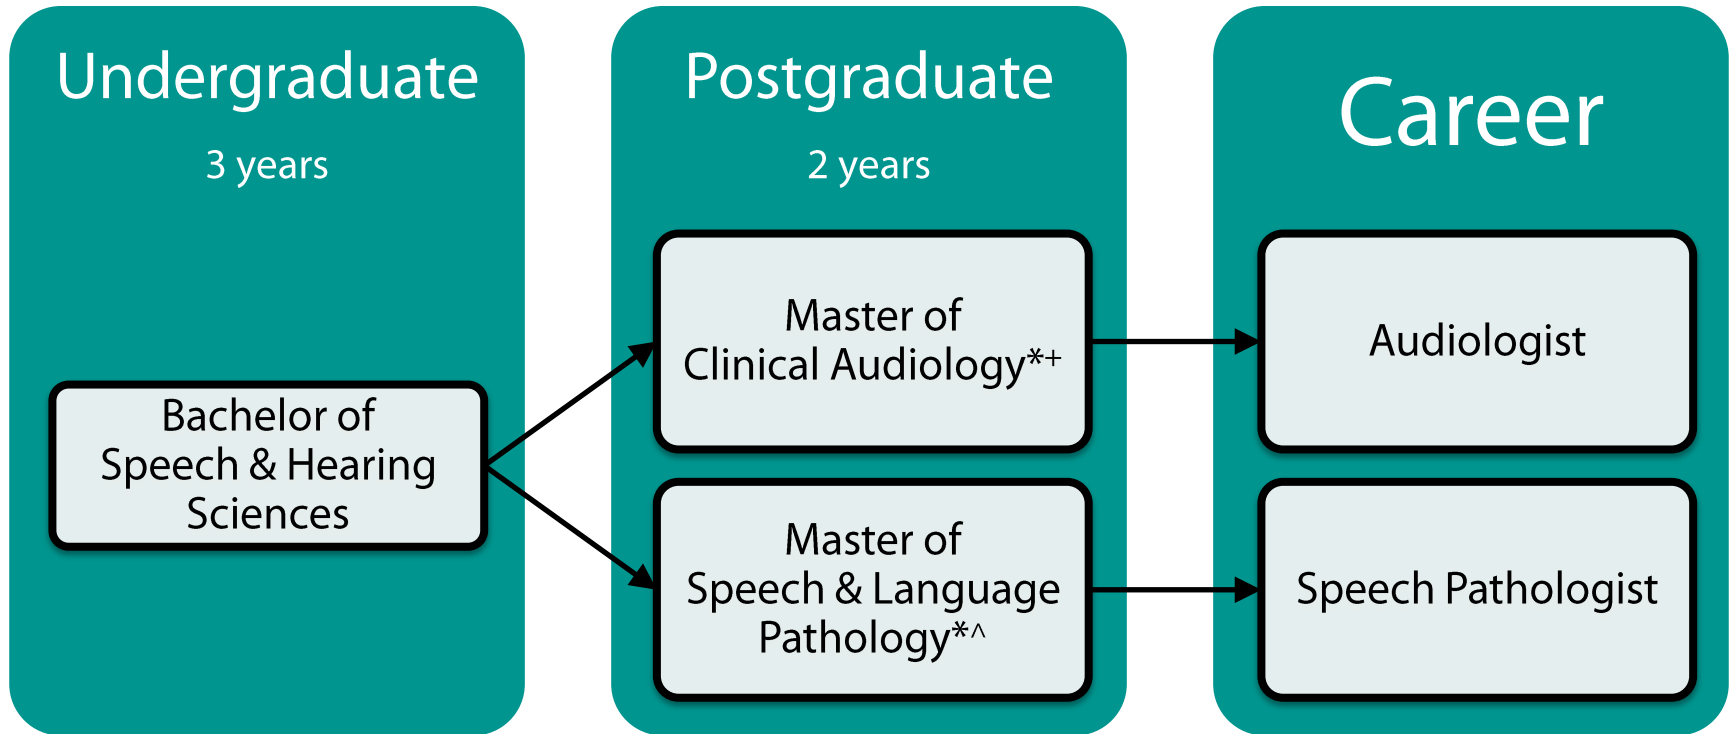 Undergraduate
3 years
Bachelor of
Speech & Hearing
Sciences
Postgraduate
2 years
Master of
Clinical Audiology*+
Master of
Speech & Language
Pathology*^
Career
Audiologist
Speech Pathologist